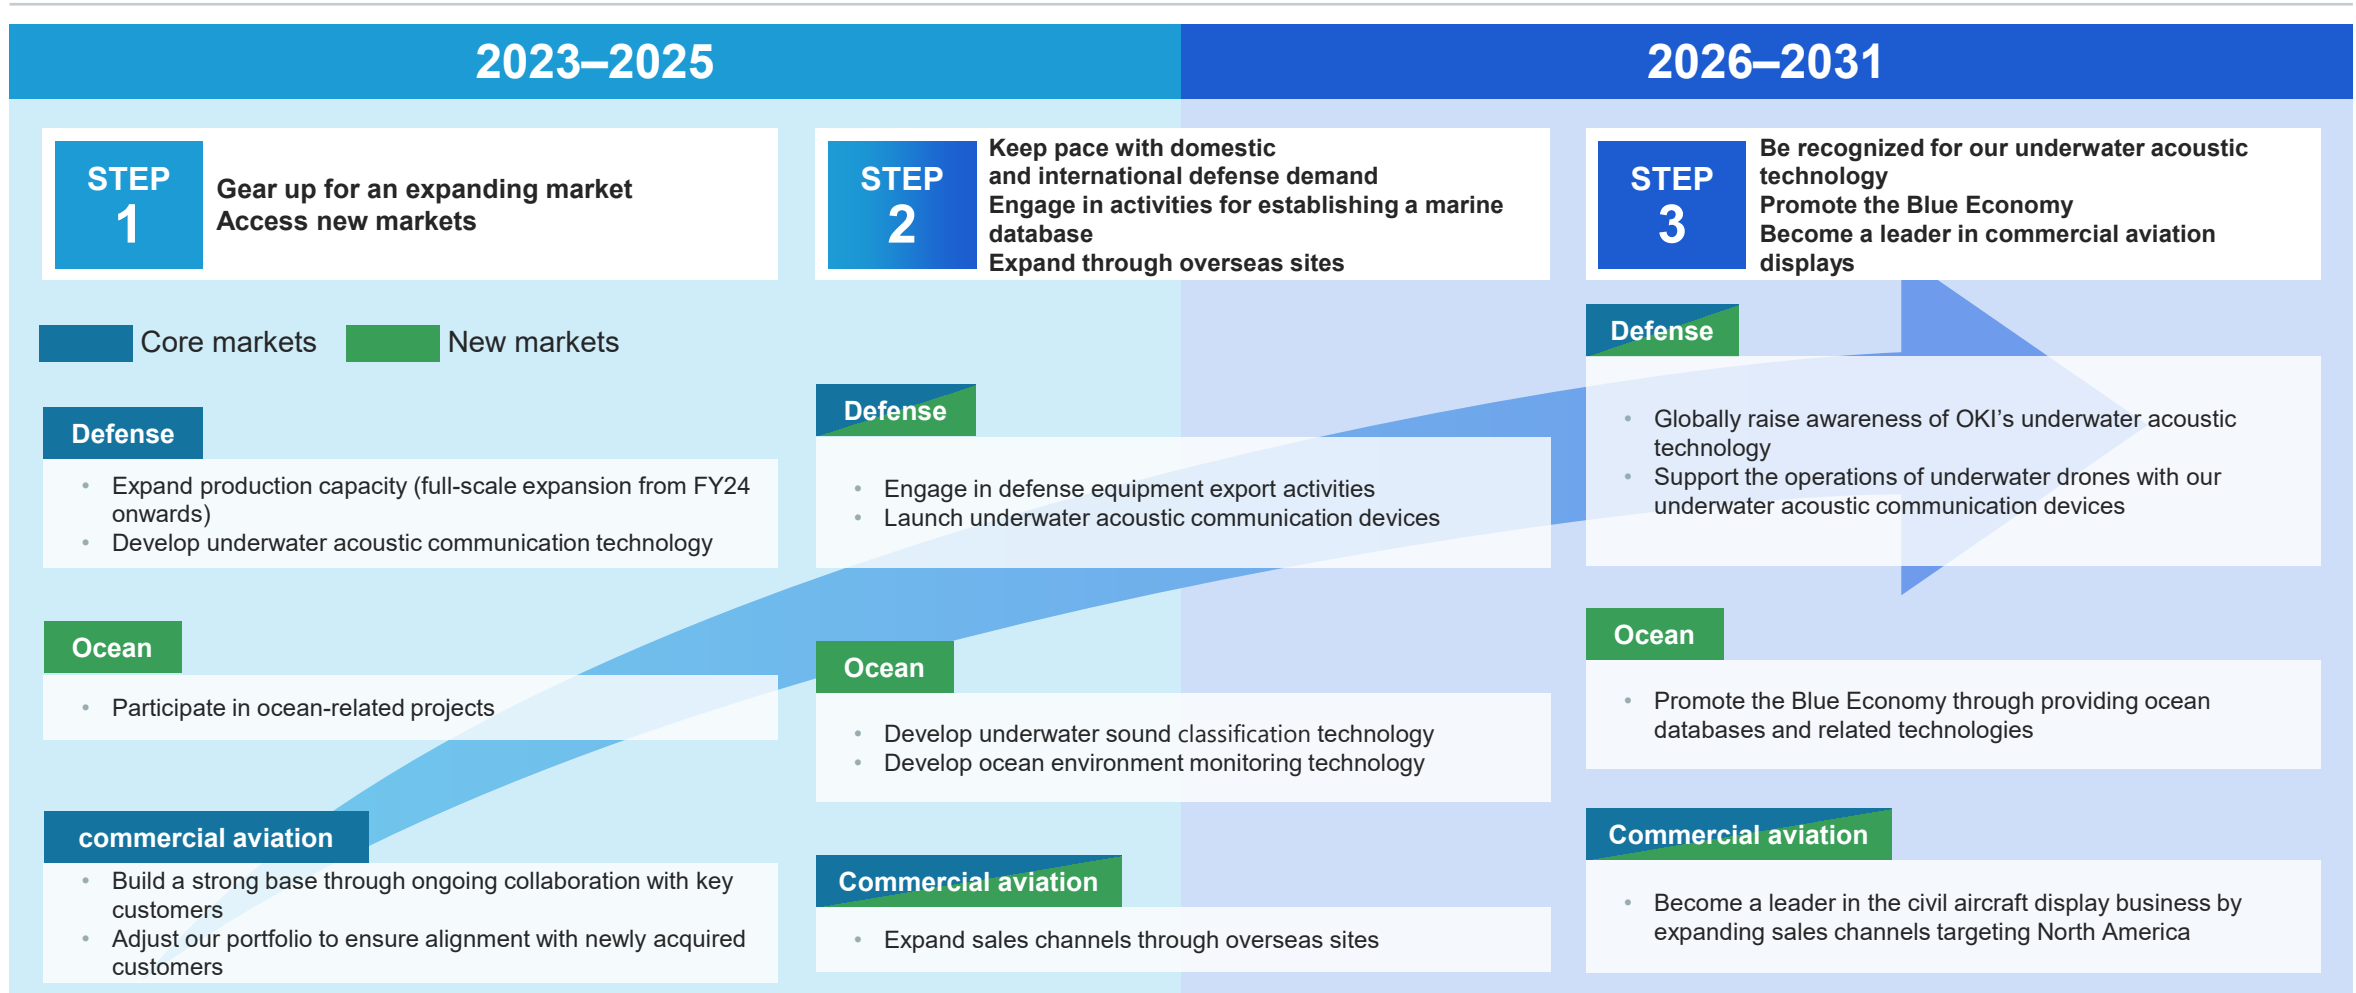 2023–2025
2026–2031
STEP
1
Gear up for an expanding market
Access new markets
STEP
2
Keep pace with domestic
and international defense demand
Engage in activities for establishing a marine
database
Expand through overseas sites
STEP
3
Be recognized for our underwater acoustic
technology
Promote the Blue Economy
Become a leader in commercial aviation
displays
Core markets
New markets
Defense
• Expand production capacity (full-scale expansion from FY24
onwards)
• Develop underwater acoustic communication technology
Ocean
• Participate in ocean-related projects
commercial aviation
• Build a strong base through ongoing collaboration with key
customers
• Adjust our portfolio to ensure alignment with newly acquired
customers
Defense
• Engage in defense equipment export activities
• Launch underwater acoustic communication devices
Ocean
• Develop underwater sound classification technology
• Develop ocean environment monitoring technology
Commercial aviation
• Expand sales channels through overseas sites
Defense
• Globally raise awareness of OKI’s underwater acoustic
technology
• Support the operations of underwater drones with our
underwater acoustic communication devices
Ocean
• Promote the Blue Economy through providing ocean
databases and related technologies
Commercial aviation
• Become a leader in the civil aircraft display business by
expanding sales channels targeting North America